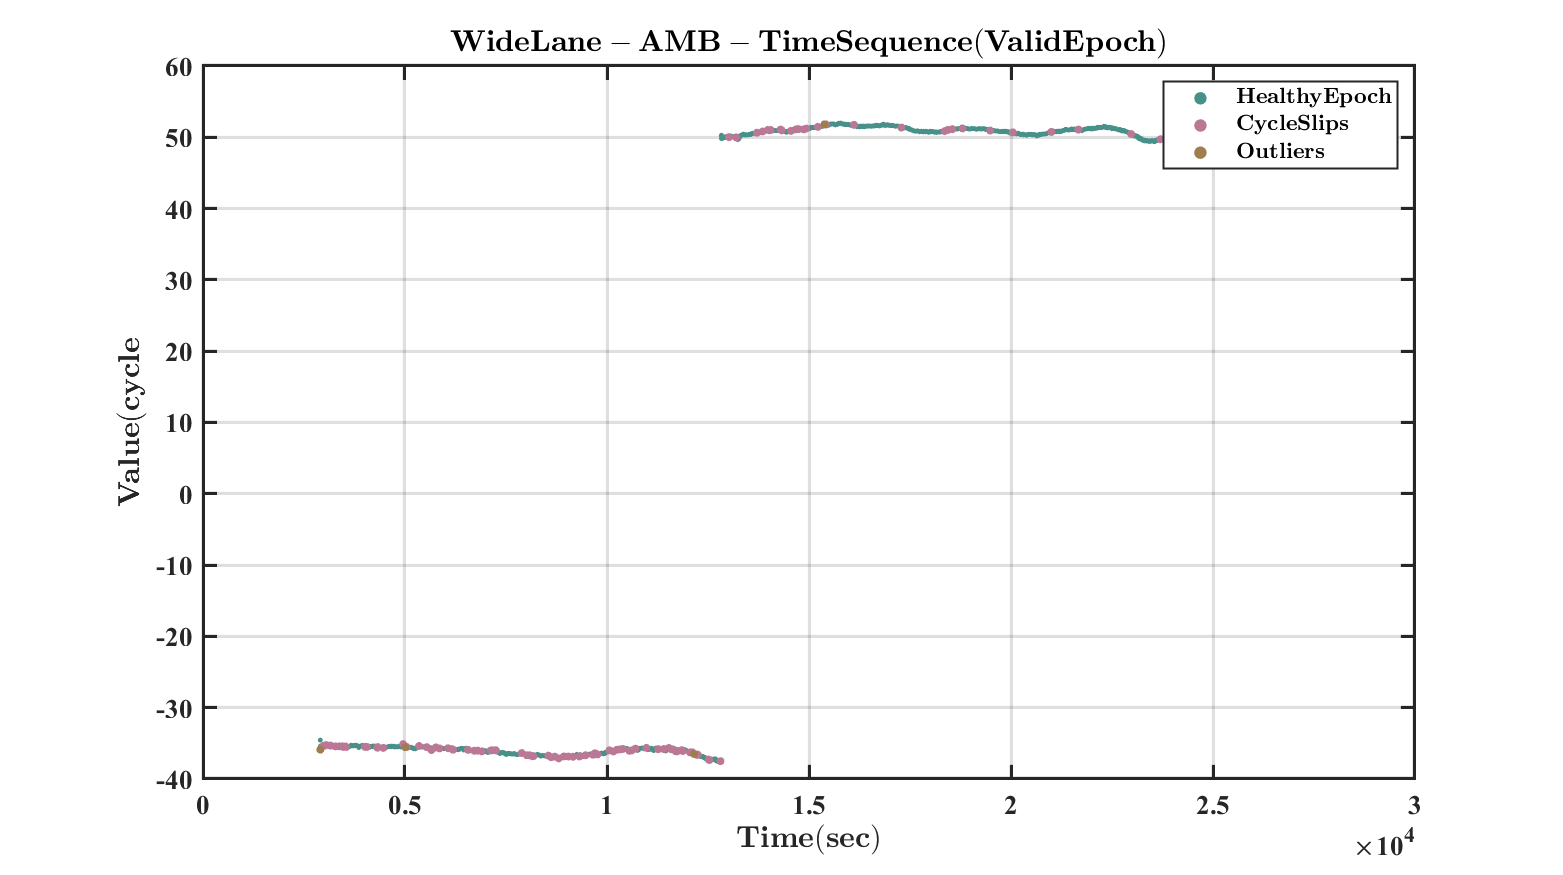 WideLane – AMB – TimeSequence(ValidEpoch)
60
50
40
30
20
10
0
-10
-20
-30
-40
Value(cycle
HealthyEpoch
CycleSlips
Outliers
0 0.5 1 1.5 2 2.5 3
Time(sec)
×10⁴